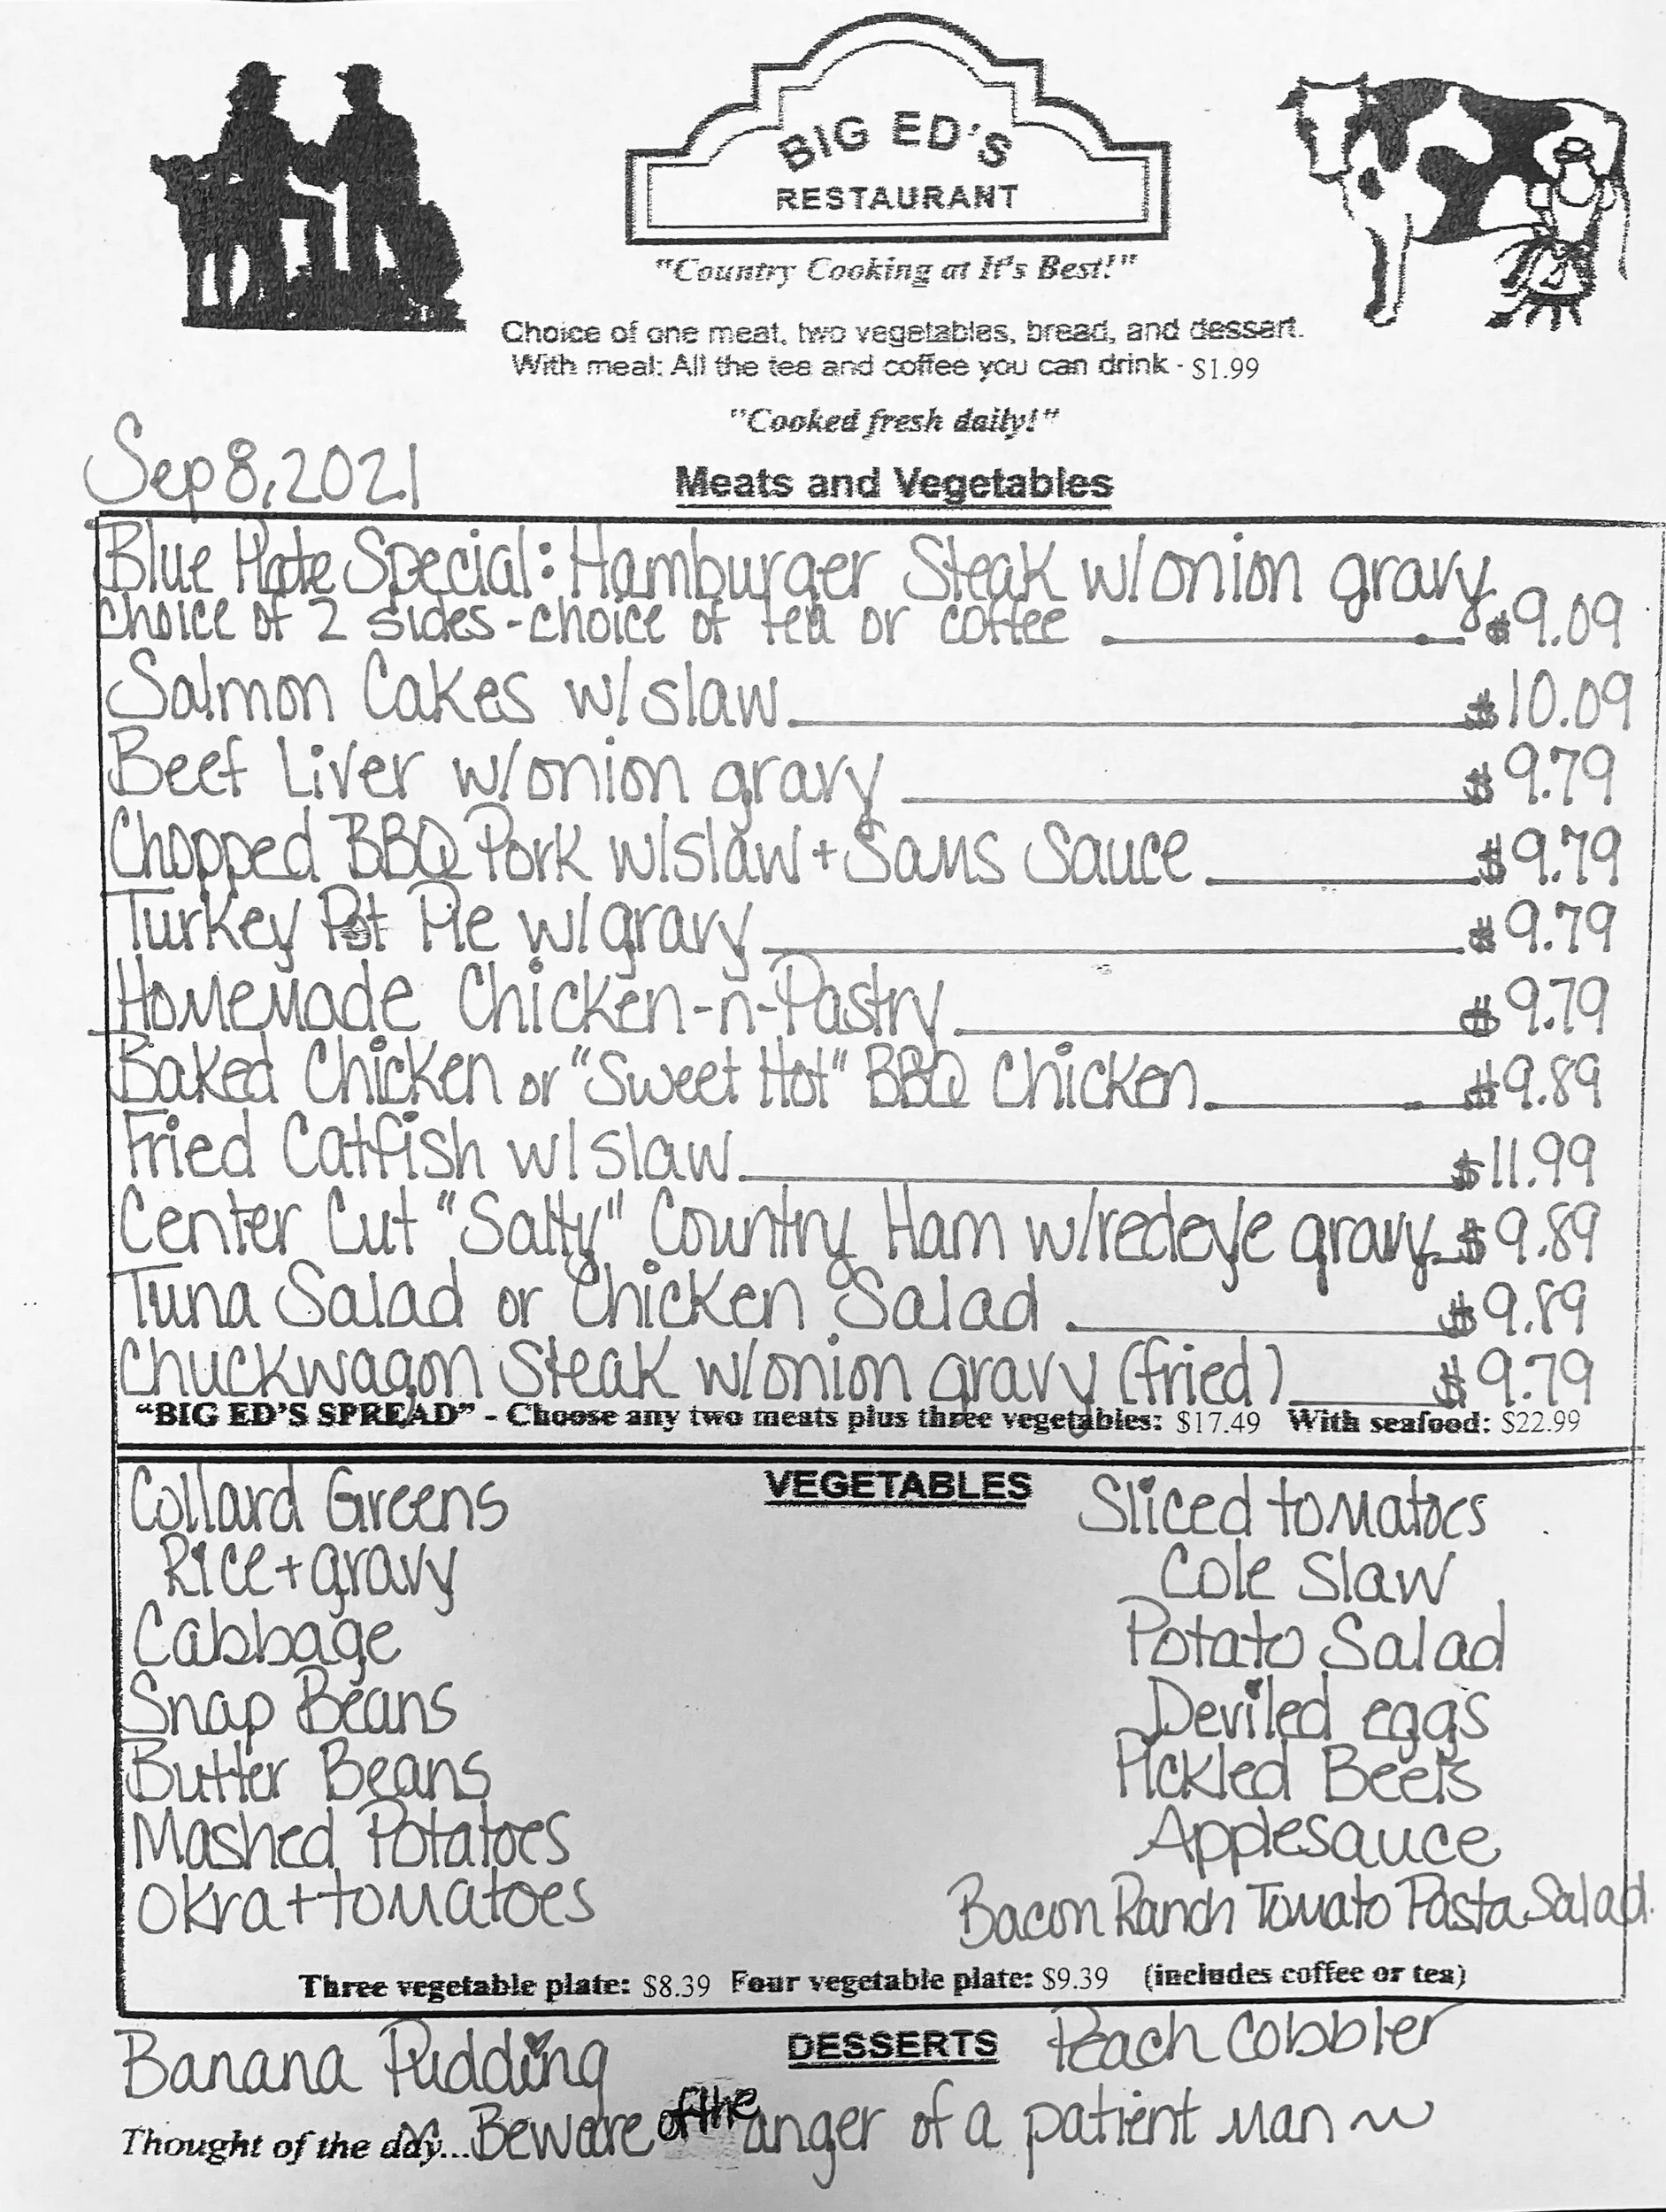 BIG ED'S
RESTAURANT
"Country Cooking at It's Best!"
Choice of one meat, two vegetables, bread, and dessert.
With meal: All the tea and coffee you can drink - $1.99
"Cooked fresh daily!"
Sep 8, 2021
Meats and Vegetables
Blue Plate Special: Hamburger Steak w/onion gravy
choice of 2 sides - choice of tea or coffee $9.09
Salmon Cakes w/slaw $10.09
Beef Liver w/onion gravy $9.79
Chopped BBQ Pork w/slaw + Sams Sauce $9.79
Turkey Pot Pie w/gravy $9.79
Homemade Chicken-n-Pastry $9.79
Baked Chicken or "Sweet Hot" BBQ Chicken $9.89
Fried Catfish w/slaw $11.99
Center Cut "Salty" Country Ham w/redeye gravy $9.89
Tuna Salad or Chicken Salad $9.89
Chuckwagon Steak w/onion gravy (fried) $9.79
"BIG ED'S SPREAD" - Choose any two meats plus three vegetables: $17.49 With seafood: $22.99
VEGETABLES
Collard Greens
Rice + gravy
Cabbage
Snap Beans
Butter Beans
Mashed Potatoes
Okra + tomatoes
Sliced tomatoes
Cole Slaw
Potato Salad
Deviled eggs
Pickled Beets
Applesauce
Bacon Ranch Tomato Pasta Salad
Three vegetable plate: $8.39 Four vegetable plate: $9.39 (includes coffee or tea)
Banana Pudding DESSERTS Peach Cobbler
Thought of the day... Beware of the anger of a patient man ~